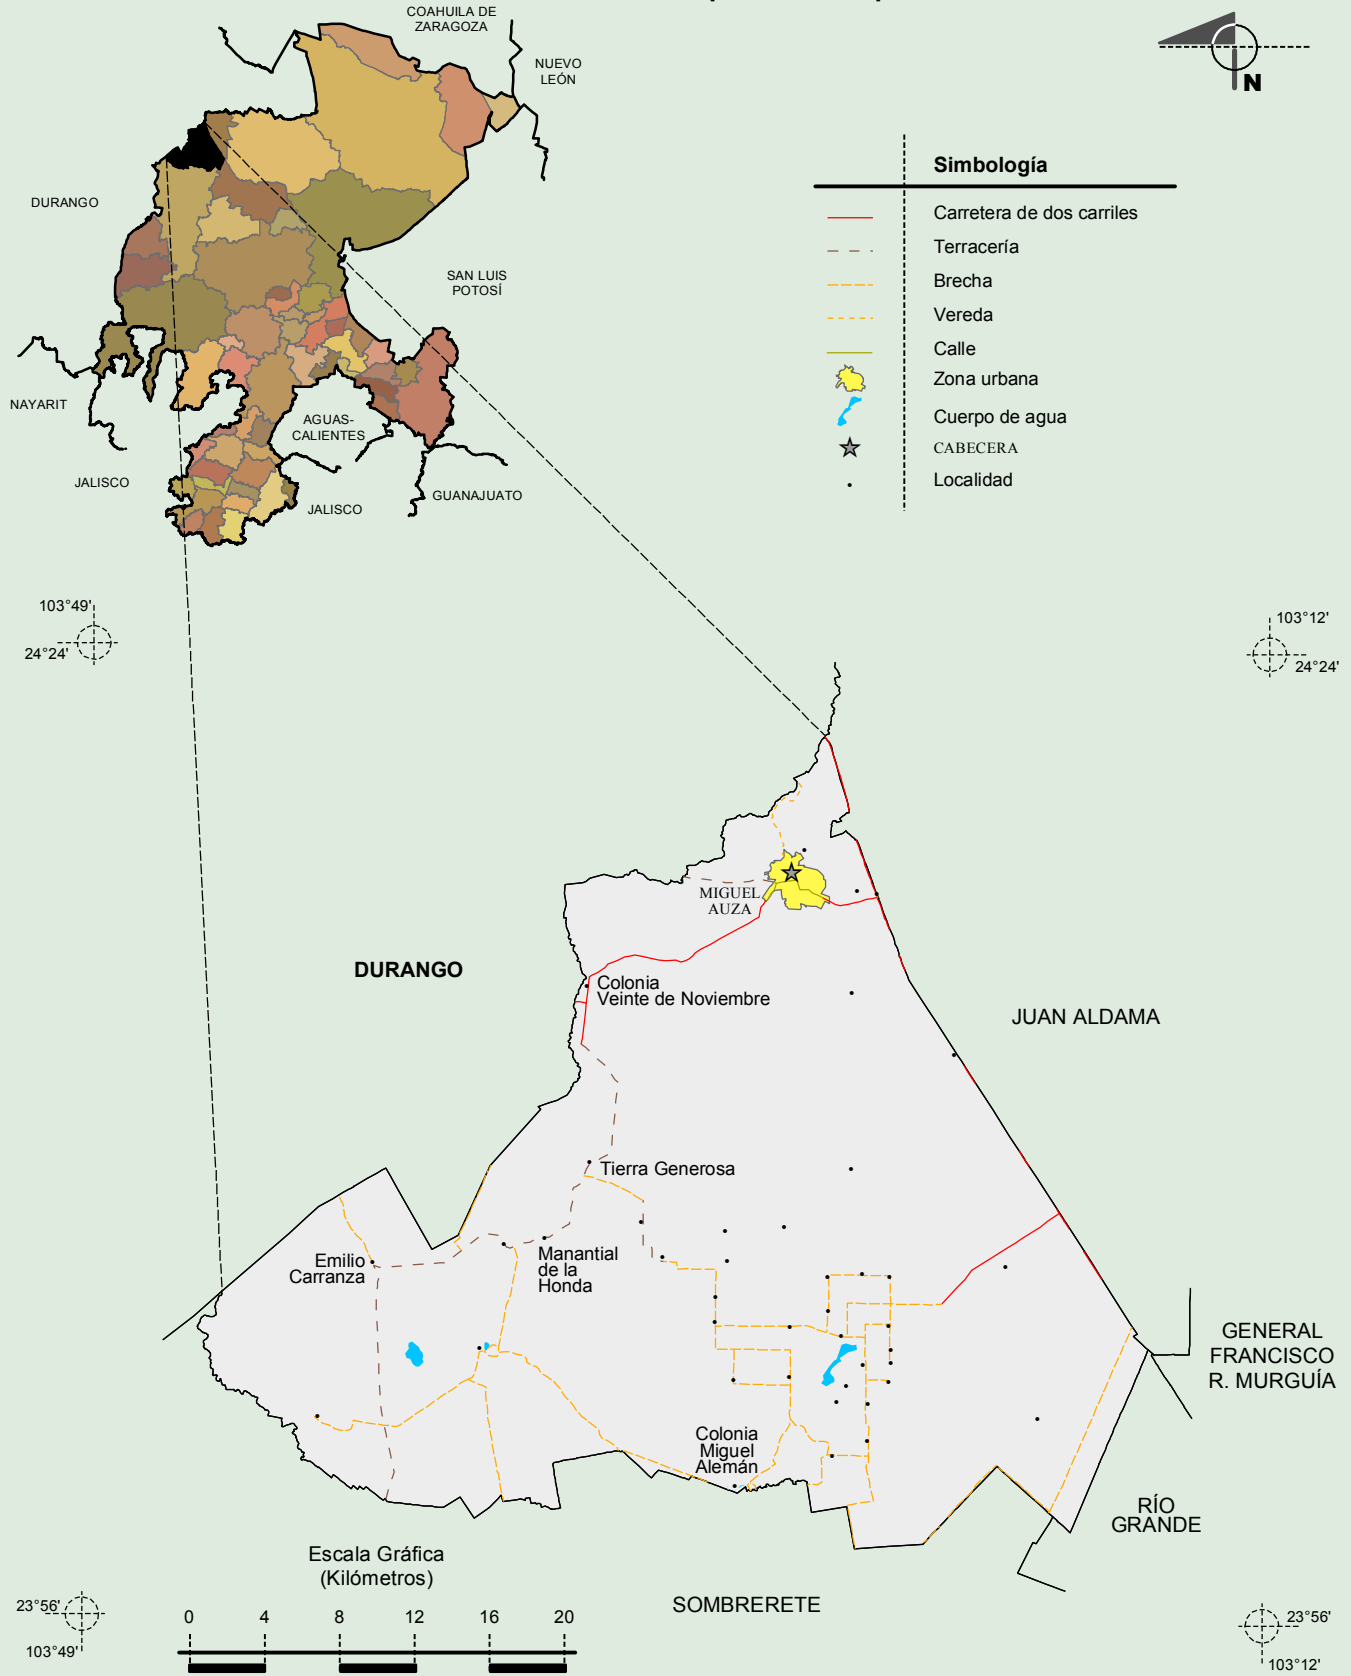 COAHUILA DE
ZARAGOZA
NUEVO
LEÓN
DURANGO
SAN LUIS
POTOSÍ
NAYARIT
AGUAS-
CALIENTES
JALISCO
GUANAJUATO
JALISCO
N
Simbología
Carretera de dos carriles
Terracería
Brecha
Vereda
Calle
Zona urbana
Cuerpo de agua
CABECERA
Localidad
103°49'
24°24'
103°12'
24°24'
MIGUEL
AUZA
DURANGO
Colonia
Veinte de Noviembre
JUAN ALDAMA
Tierra Generosa
Emilio
Carranza
Manantial
de la
Honda
GENERAL
FRANCISCO
R. MURGUÍA
Colonia
Miguel
Alemán
RÍO
GRANDE
SOMBRERETE
Escala Gráfica
(Kilómetros)
0 4 8 12 16 20
23°56'
103°49'
23°56'
103°12'